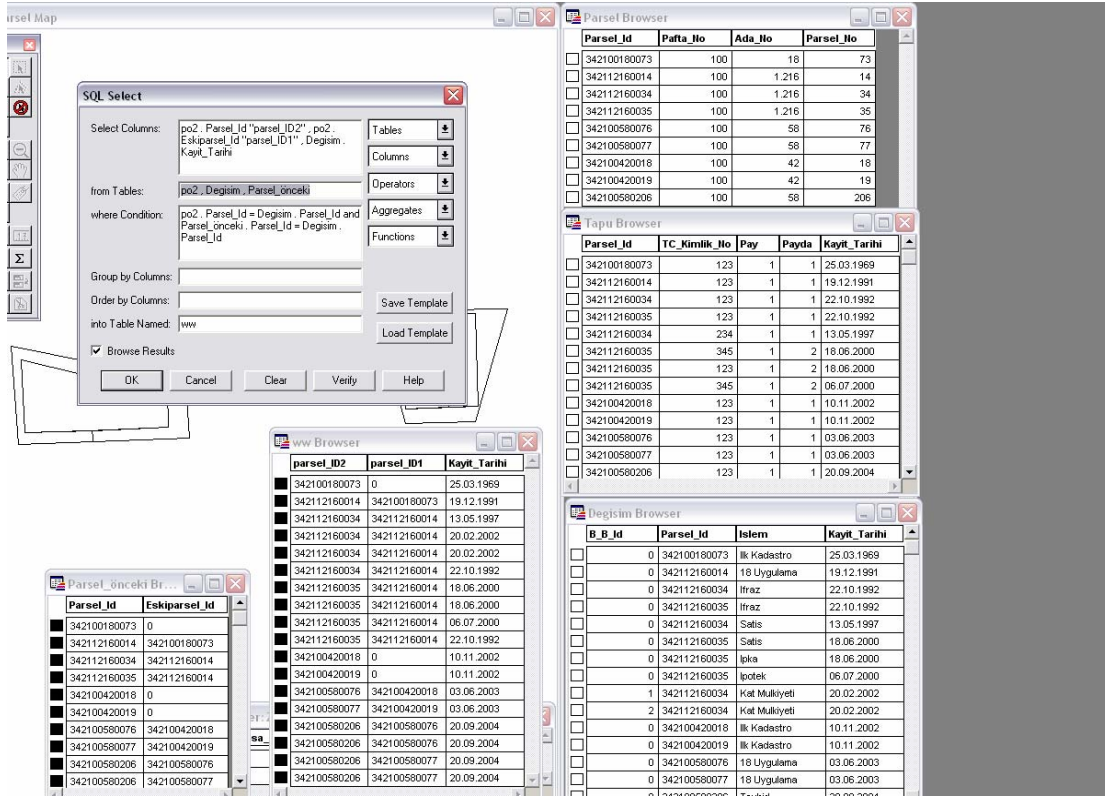 arsel Map
SQL Select
Select Columns:
po2 . Parsel_Id "parsel_ID2" , po2 .
Eskiparsel_Id "parsel_ID1" , Degisim .
Kayit_Tarihi
Tables
Columns
from Tables:
po2 , Degisim , Parsel_önceki
Operators
where Condition:
po2 . Parsel_Id = Degisim . Parsel_Id and
Parsel_önceki . Parsel_Id = Degisim .
Parsel_Id
Aggregates
Functions
Group by Columns:
Order by Columns:
Save Template
into Table Named:
ww
Load Template
Browse Results
OK Cancel Clear Verify Help
Parsel Browser
Parsel_Id Pafta_No Ada_No Parsel_No
342100180073 100 18 73
342112160014 100 1.216 14
342112160034 100 1.216 34
342112160035 100 1.216 35
342100580076 100 58 76
342100580077 100 58 77
342100420018 100 42 18
342100420019 100 42 19
342100580206 100 58 206
Tapu Browser
Parsel_Id TC_Kimlik_No Pay Payda Kayit_Tarihi
342100180073 123 1 1 25.03.1969
342112160014 123 1 1 19.12.1991
342112160034 123 1 1 22.10.1992
342112160035 123 1 1 22.10.1992
342112160034 234 1 1 13.05.1997
342112160035 345 1 2 18.06.2000
342112160035 123 1 2 18.06.2000
342112160035 345 1 2 06.07.2000
342100420018 123 1 1 10.11.2002
342100420019 123 1 1 10.11.2002
342100580076 123 1 1 03.06.2003
342100580077 123 1 1 03.06.2003
342100580206 123 1 1 20.09.2004
ww Browser
parsel_ID2 parsel_ID1 Kayit_Tarihi
342100180073 0 25.03.1969
342112160014 342100180073 19.12.1991
342112160034 342112160014 13.05.1997
342112160034 342112160014 20.02.2002
342112160034 342112160014 20.02.2002
342112160034 342112160014 22.10.1992
342112160035 342112160014 18.06.2000
342112160035 342112160014 18.06.2000
342112160035 342112160014 06.07.2000
342112160035 342112160014 22.10.1992
342100420018 0 10.11.2002
342100420019 0 10.11.2002
342100580076 342100420018 03.06.2003
342100580077 342100420019 03.06.2003
342100580206 342100580076 20.09.2004
342100580206 342100580076 20.09.2004
342100580206 342100580077 20.09.2004
342100580206 342100580077 20.09.2004
Parsel_önceki Br...
Parsel_Id Eskiparsel_Id
342100180073 0
342112160014 342100180073
342112160034 342112160014
342112160035 342112160014
342100420018 0
342100420019 0
342100580076 342100420018
342100580077 342100420019
342100580206 342100580076
342100580206 342100580077
sa_
Degisim Browser
B_B_Id Parsel_Id Islem Kayit_Tarihi
0 342100180073 Ilk Kadastro 25.03.1969
0 342112160014 18 Uygulama 19.12.1991
0 342112160034 Ifraz 22.10.1992
0 342112160035 Ifraz 22.10.1992
0 342112160034 Satis 13.05.1997
0 342112160035 Satis 18.06.2000
0 342112160035 Ipka 18.06.2000
0 342112160035 Ipotek 06.07.2000
1 342112160034 Kat Mulkiyeti 20.02.2002
2 342112160034 Kat Mulkiyeti 20.02.2002
0 342100420018 Ilk Kadastro 10.11.2002
0 342100420019 Ilk Kadastro 10.11.2002
0 342100580076 18 Uygulama 03.06.2003
0 342100580077 18 Uygulama 03.06.2003